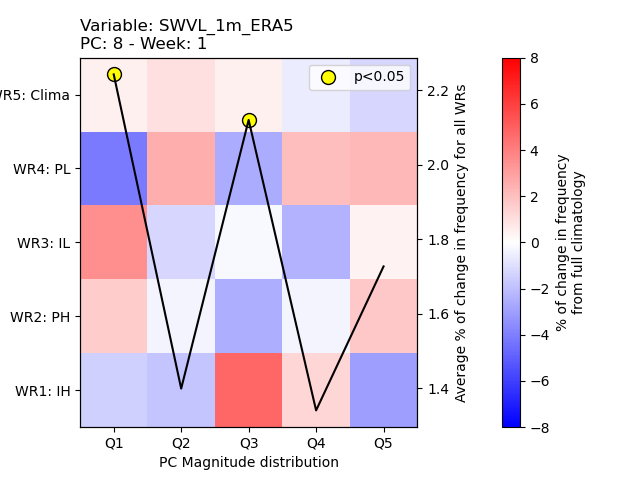 Variable: SWVL_1m_ERA5
PC: 8 - Week: 1
p<0.05
WR5: Clima
WR4: PL
WR3: IL
WR2: PH
WR1: IH
Q1 Q2 Q3 Q4 Q5
PC Magnitude distribution
2.2
2.0
1.8
1.6
1.4
Average % of change in frequency for all WRs
8
6
4
2
0
−2
−4
−6
−8
% of change in frequency
from full climatology